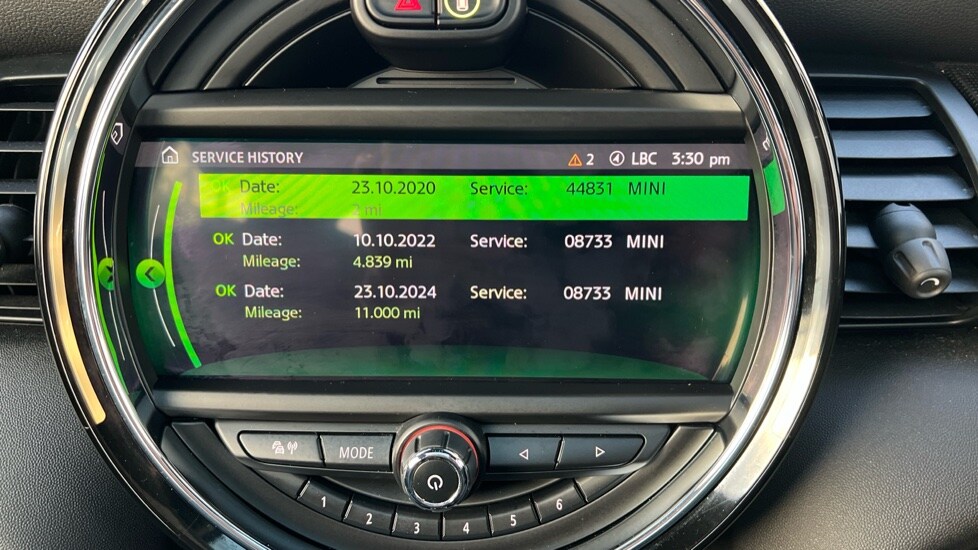 SERVICE HISTORY 2 LBC 3:30 pm
OK Date: 23.10.2020 Service: 44831 MINI
Mileage: 2 mi
OK Date: 10.10.2022 Service: 08733 MINI
Mileage: 4.839 mi
OK Date: 23.10.2024 Service: 08733 MINI
Mileage: 11.000 mi
MODE
1 2 3 4 5 6